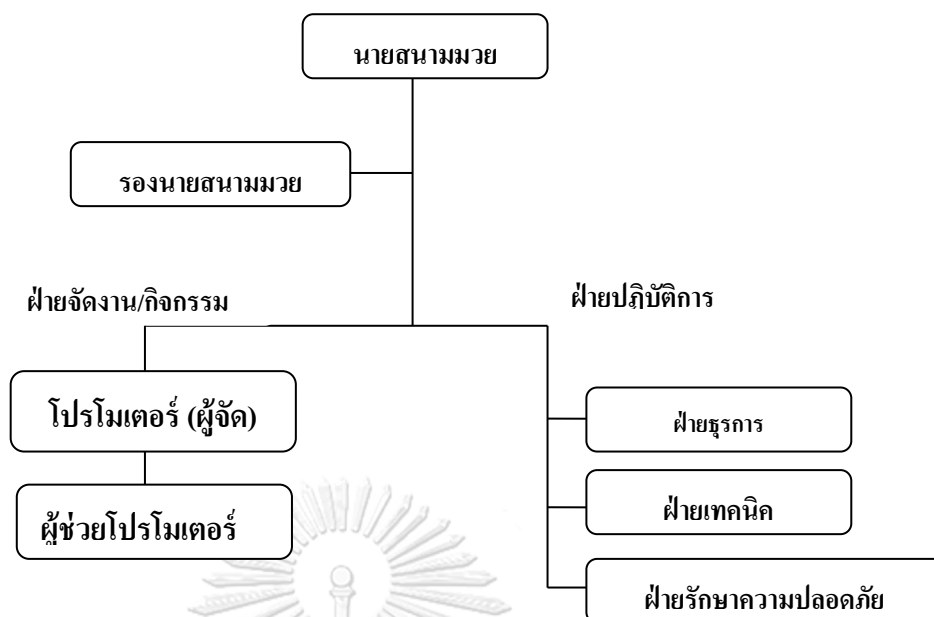 นายสนามมวย
รองนายสนามมวย
ฝ่ายจัดงาน/กิจกรรม
ฝ่ายปฏิบัติการ
โปรโมเตอร์ (ผู้จัด)
ผู้ช่วยโปรโมเตอร์
ฝ่ายธุรการ
ฝ่ายเทคนิค
ฝ่ายรักษาความปลอดภัย